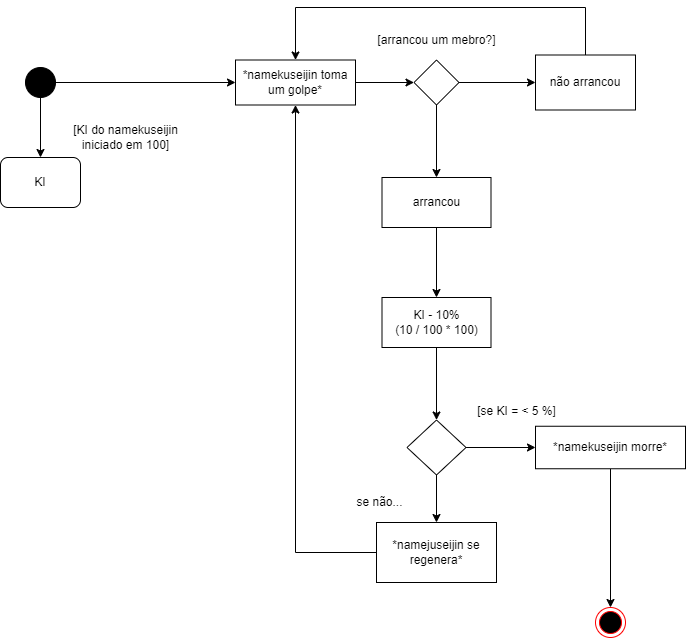 [arrancou um mebro?]
*namekuseijin toma
um golpe*
não arrancou
[KI do namekuseijin
iniciado em 100]
KI
arrancou
KI - 10%
(10 / 100 * 100)
[se KI = < 5 %]
*namekuseijin morre*
se não...
*namejuseijin se
regenera*